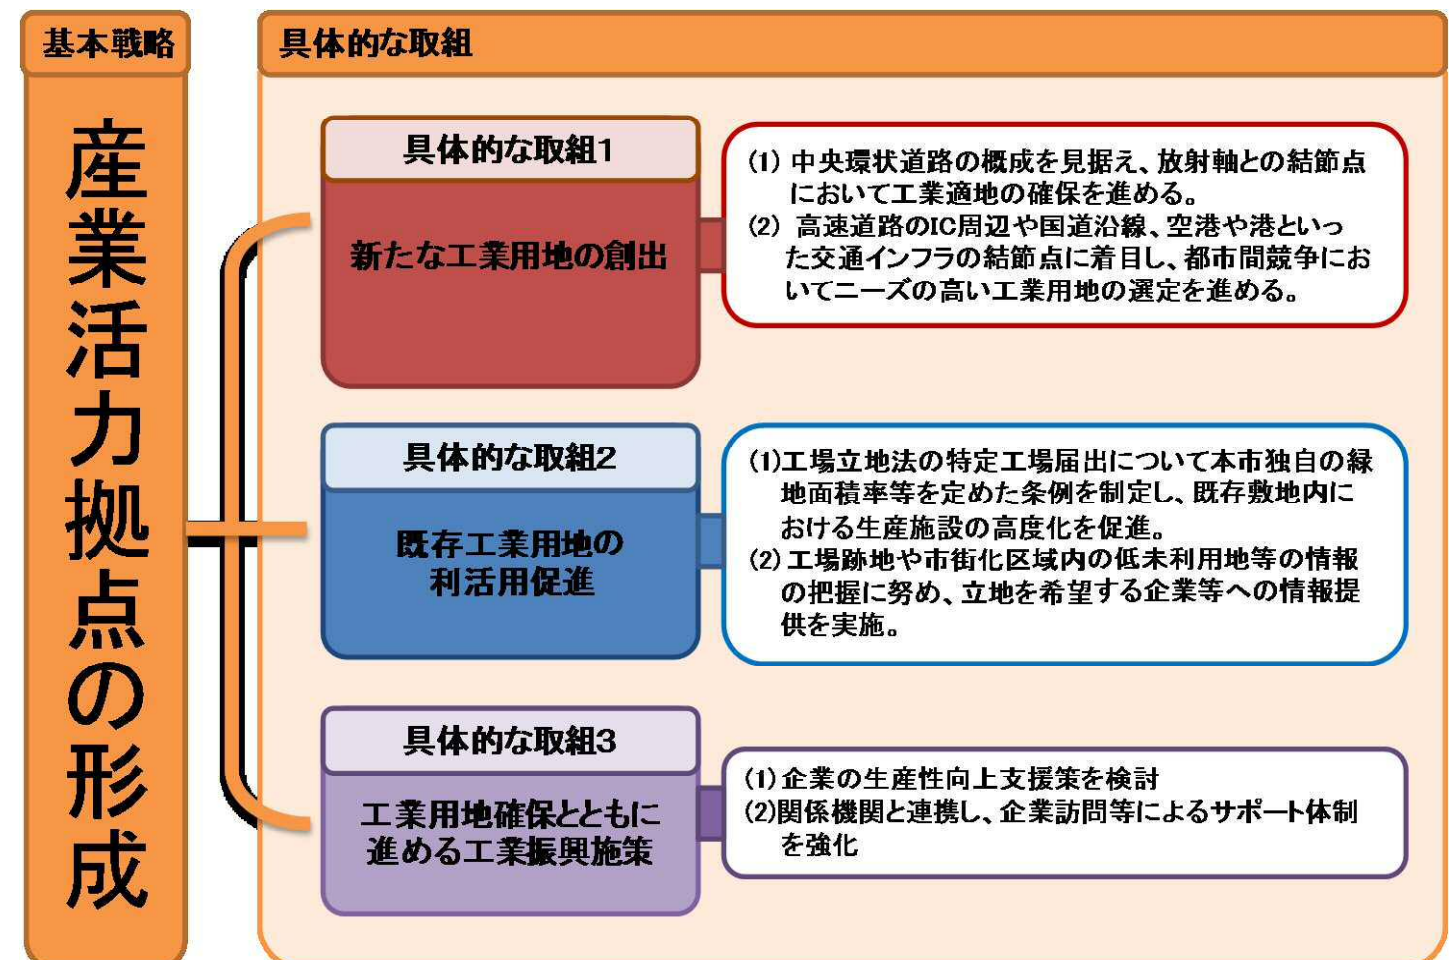 基本戦略
産業活力拠点の形成
具体的な取組
具体的な取組1
新たな工業用地の創出
(1) 中央環状道路の概成を見据え、放射軸との結節点
において工業適地の確保を進める。
(2) 高速道路のIC周辺や国道沿線、空港や港といっ
た交通インフラの結節点に着目し、都市間競争にお
いてニーズの高い工業用地の選定を進める。
具体的な取組2
既存工業用地の
利活用促進
(1)工場立地法の特定工場届出について本市独自の緑
地面積率等を定めた条例を制定し、既存敷地内に
おける生産施設の高度化を促進。
(2)工場跡地や市街化区域内の低未利用地等の情報
の把握に努め、立地を希望する企業等への情報提
供を実施。
具体的な取組3
工業用地確保とともに
進める工業振興施策
(1)企業の生産性向上支援策を検討
(2)関係機関と連携し、企業訪問等によるサポート体制
を強化